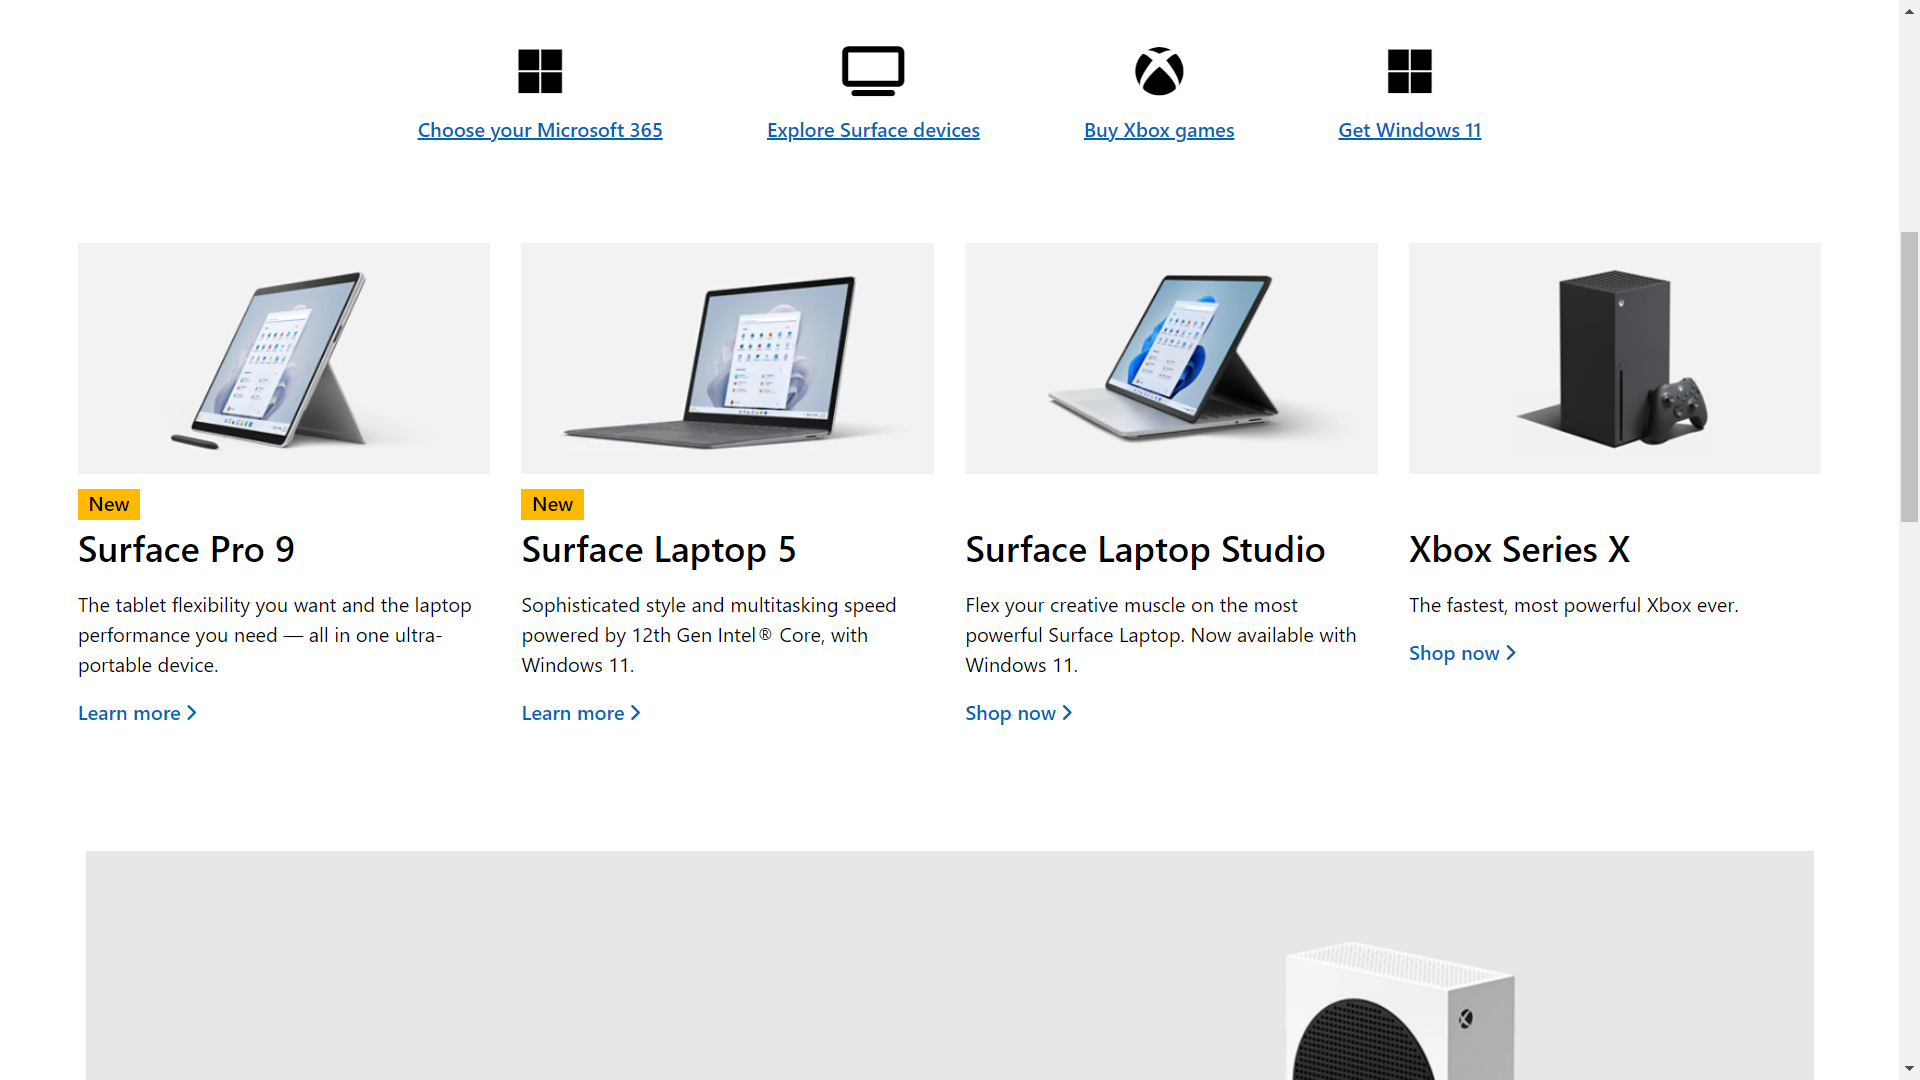 Choose your Microsoft 365
Explore Surface devices
Buy Xbox games
Get Windows 11
New
Surface Pro 9
The tablet flexibility you want and the laptop
performance you need — all in one ultra-
portable device.
Learn more
New
Surface Laptop 5
Sophisticated style and multitasking speed
powered by 12th Gen Intel® Core, with
Windows 11.
Learn more
Surface Laptop Studio
Flex your creative muscle on the most
powerful Surface Laptop. Now available with
Windows 11.
Shop now
Xbox Series X
The fastest, most powerful Xbox ever.
Shop now